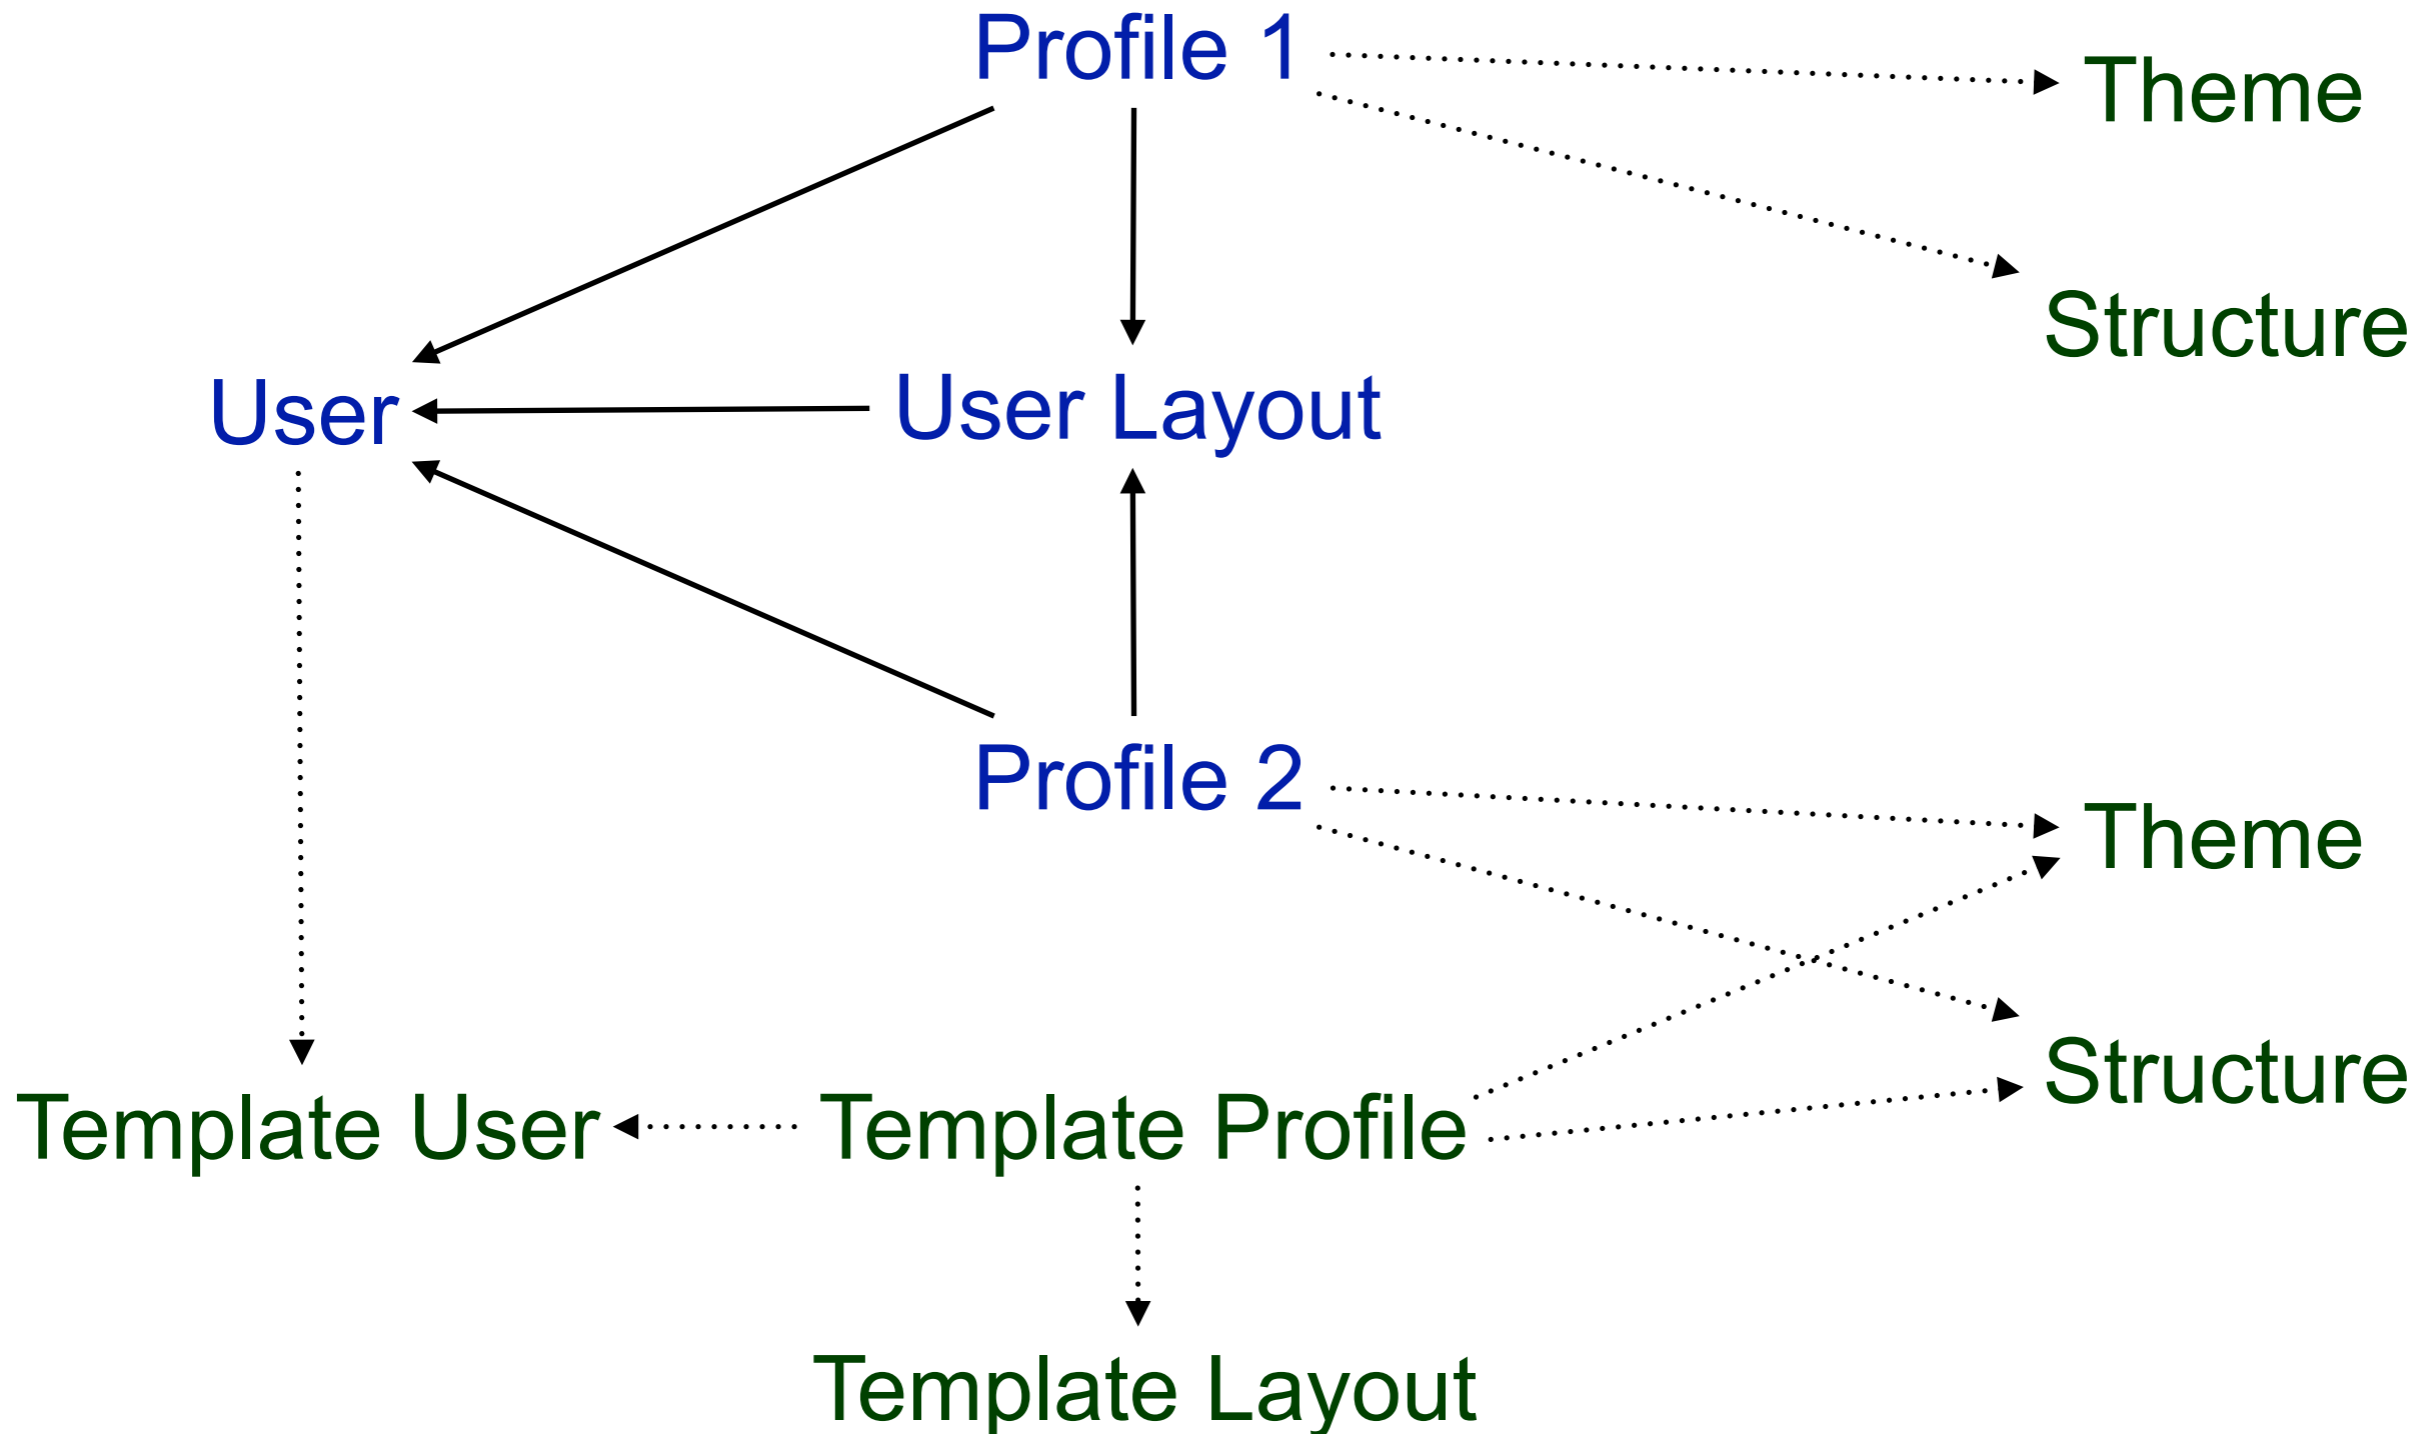 Profile 1
Theme
Structure
User
User Layout
Profile 2
Theme
Structure
Template User
Template Profile
Template Layout